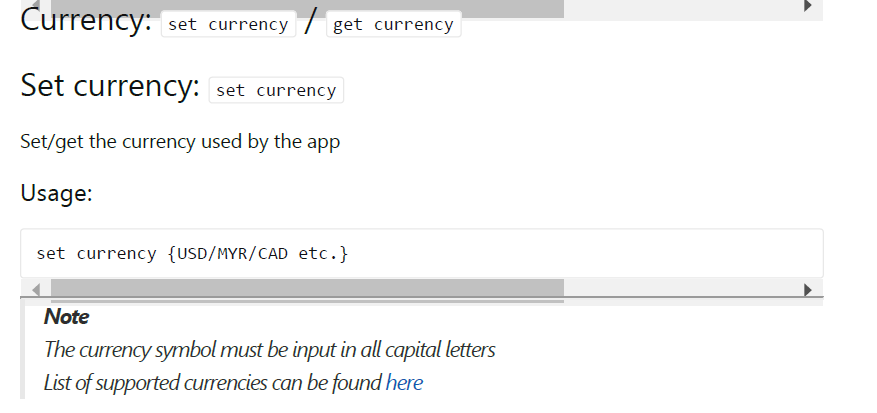 Currency: set currency / get currency
Set currency: set currency
Set/get the currency used by the app
Usage:
set currency {USD/MYR/CAD etc.}
Note
The currency symbol must be input in all capital letters
List of supported currencies can be found here